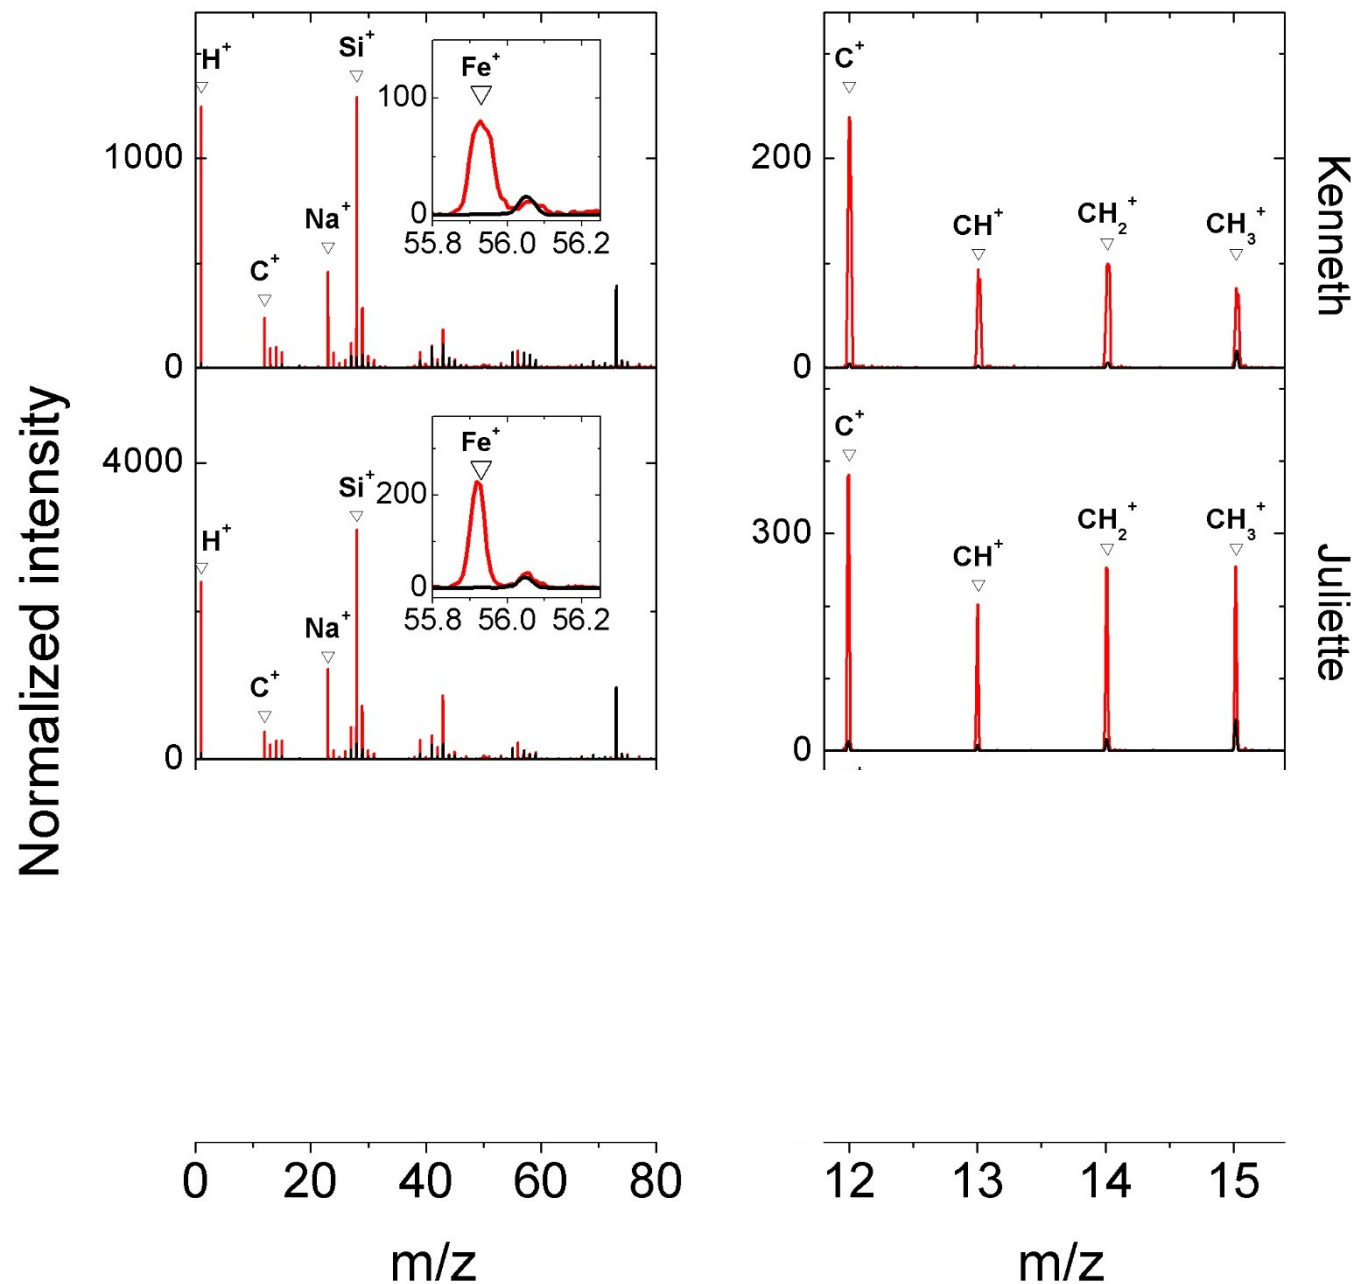 Normalized intensity
H⁺
C⁺
Na⁺
Si⁺
1000
0
Fe⁺
100
0
55.8 56.0 56.2
C⁺
CH⁺
CH₂⁺
CH₃⁺
200
0
Kenneth
4000
0
H⁺
C⁺
Na⁺
Si⁺
Fe⁺
200
0
55.8 56.0 56.2
C⁺
CH⁺
CH₂⁺
CH₃⁺
300
0
Juliette
0 20 40 60 80
m/z
12 13 14 15
m/z